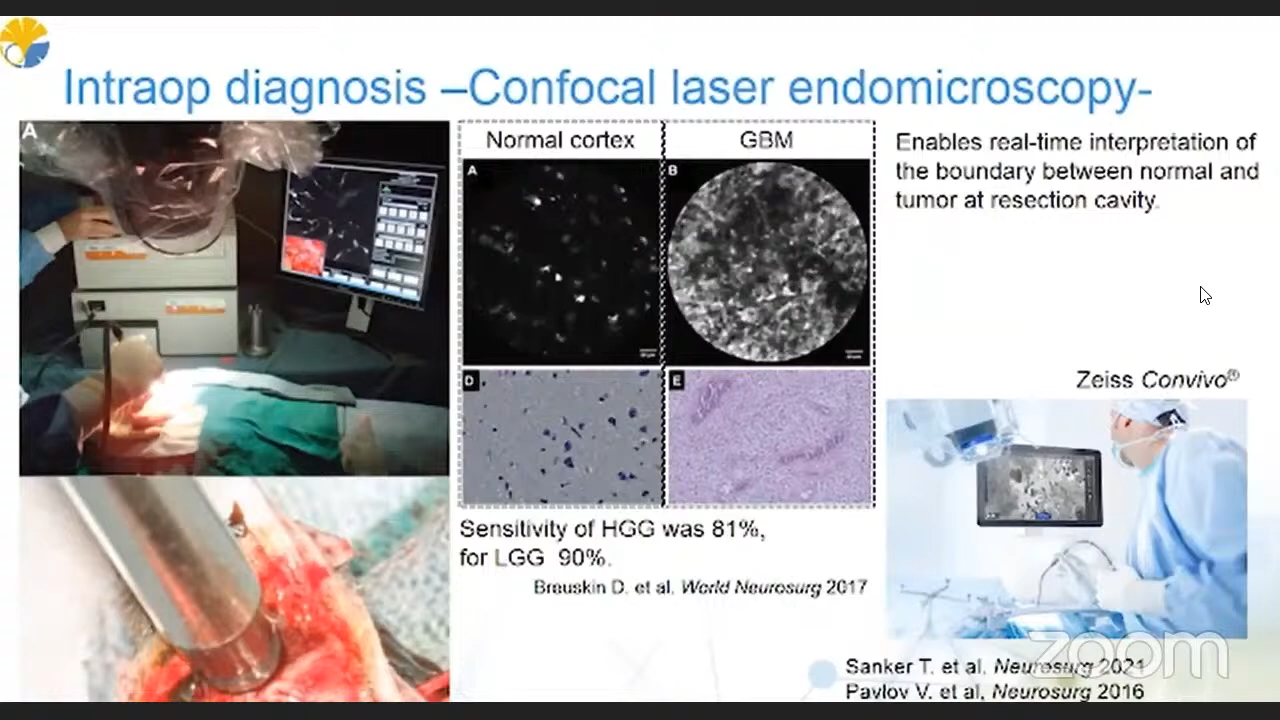 Intraop diagnosis –Confocal laser endomicroscopy-
A
Normal cortex
GBM
A
B
D
E
Sensitivity of HGG was 81%,
for LGG 90%.
Breuskin D. et al. World Neurosurg 2017
Enables real-time interpretation of
the boundary between normal and
tumor at resection cavity.
Zeiss Convivo®
zoom
Sanker T. et al. Neurosurg 2021
Pavlov V. et al, Neurosurg 2016